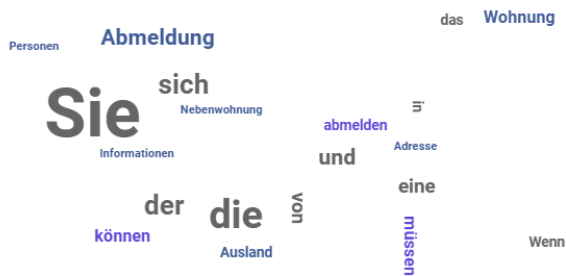 das
Wohnung
Personen
Abmeldung
sich
Sie
Nebenwohnung
in
abmelden
Informationen
und
Adresse
eine
der
die
von
können
müssen
Ausland
Wenn